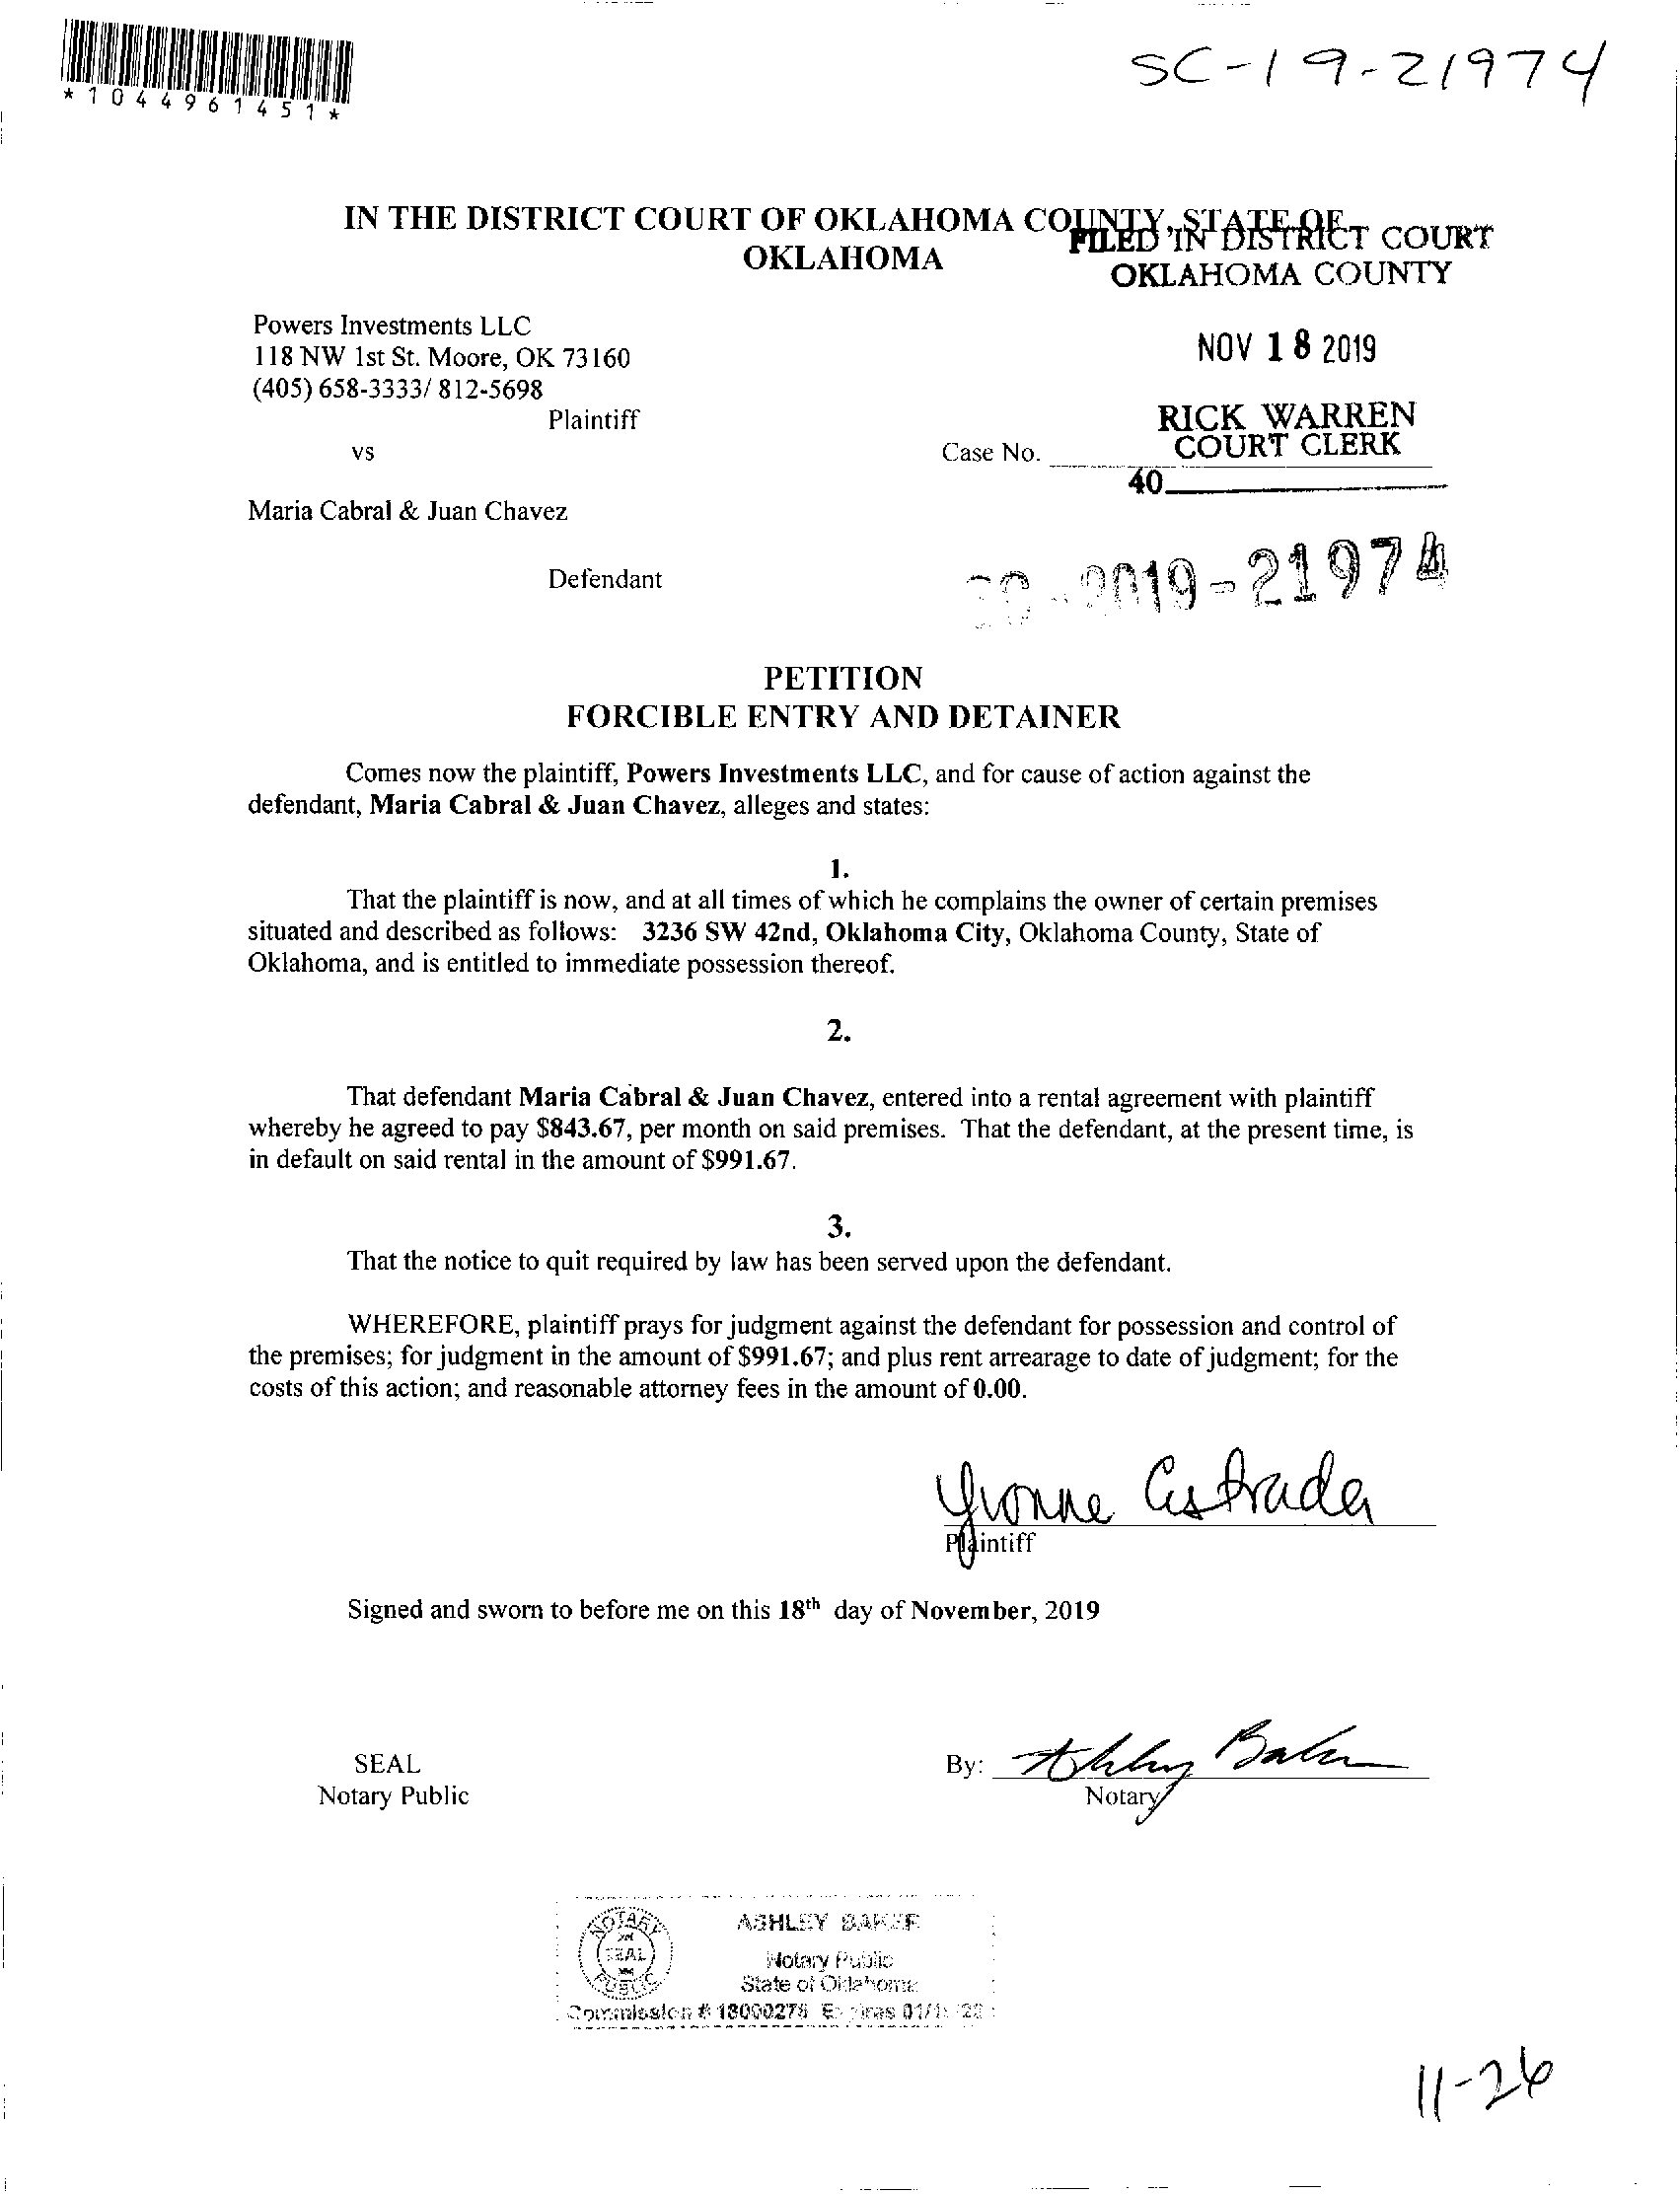 *1044961451*
SC-19-21974
IN THE DISTRICT COURT OF OKLAHOMA COUNTY, STATE OF
OKLAHOMA
FILED IN DISTRICT COURT
OKLAHOMA COUNTY
Powers Investments LLC
118 NW 1st St. Moore, OK 73160
(405) 658-3333/ 812-5698
Plaintiff
NOV 18 2019
RICK WARREN
COURT CLERK
vs
Case No.
40
Maria Cabral & Juan Chavez
Defendant
SC-2019-21974
PETITION
FORCIBLE ENTRY AND DETAINER
Comes now the plaintiff, Powers Investments LLC, and for cause of action against the
defendant, Maria Cabral & Juan Chavez, alleges and states:
1.
That the plaintiff is now, and at all times of which he complains the owner of certain premises
situated and described as follows: 3236 SW 42nd, Oklahoma City, Oklahoma County, State of
Oklahoma, and is entitled to immediate possession thereof.
2.
That defendant Maria Cabral & Juan Chavez, entered into a rental agreement with plaintiff
whereby he agreed to pay $843.67, per month on said premises. That the defendant, at the present time, is
in default on said rental in the amount of $991.67.
3.
That the notice to quit required by law has been served upon the defendant.
WHEREFORE, plaintiff prays for judgment against the defendant for possession and control of
the premises; for judgment in the amount of $991.67; and plus rent arrearage to date of judgment; for the
costs of this action; and reasonable attorney fees in the amount of 0.00.
Yvonne Estrada
Plaintiff
Signed and sworn to before me on this 18th day of November, 2019
SEAL
Notary Public
By: Ashley Baker
Notary
NOTARY
SEAL
PUBLIC
ASHLEY BAKER
Notary Public
State of Oklahoma
Commission # 18000278 Expires
11-26